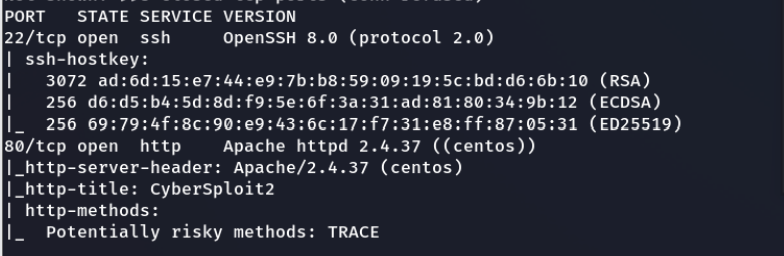 PORT   STATE SERVICE VERSION
22/tcp open  ssh     OpenSSH 8.0 (protocol 2.0)
| ssh-hostkey:
|   3072 ad:6d:15:e7:44:e9:7b:b8:59:09:19:5c:bd:d6:6b:10 (RSA)
|   256 d6:d5:b4:5d:8d:f9:5e:6f:3a:31:ad:81:80:34:9b:12 (ECDSA)
|_  256 69:79:4f:8c:90:e9:43:6c:17:f7:31:e8:ff:87:05:31 (ED25519)
80/tcp open  http    Apache httpd 2.4.37 ((centos))
|_http-server-header: Apache/2.4.37 (centos)
|_http-title: CyberSploit2
| http-methods:
|_  Potentially risky methods: TRACE